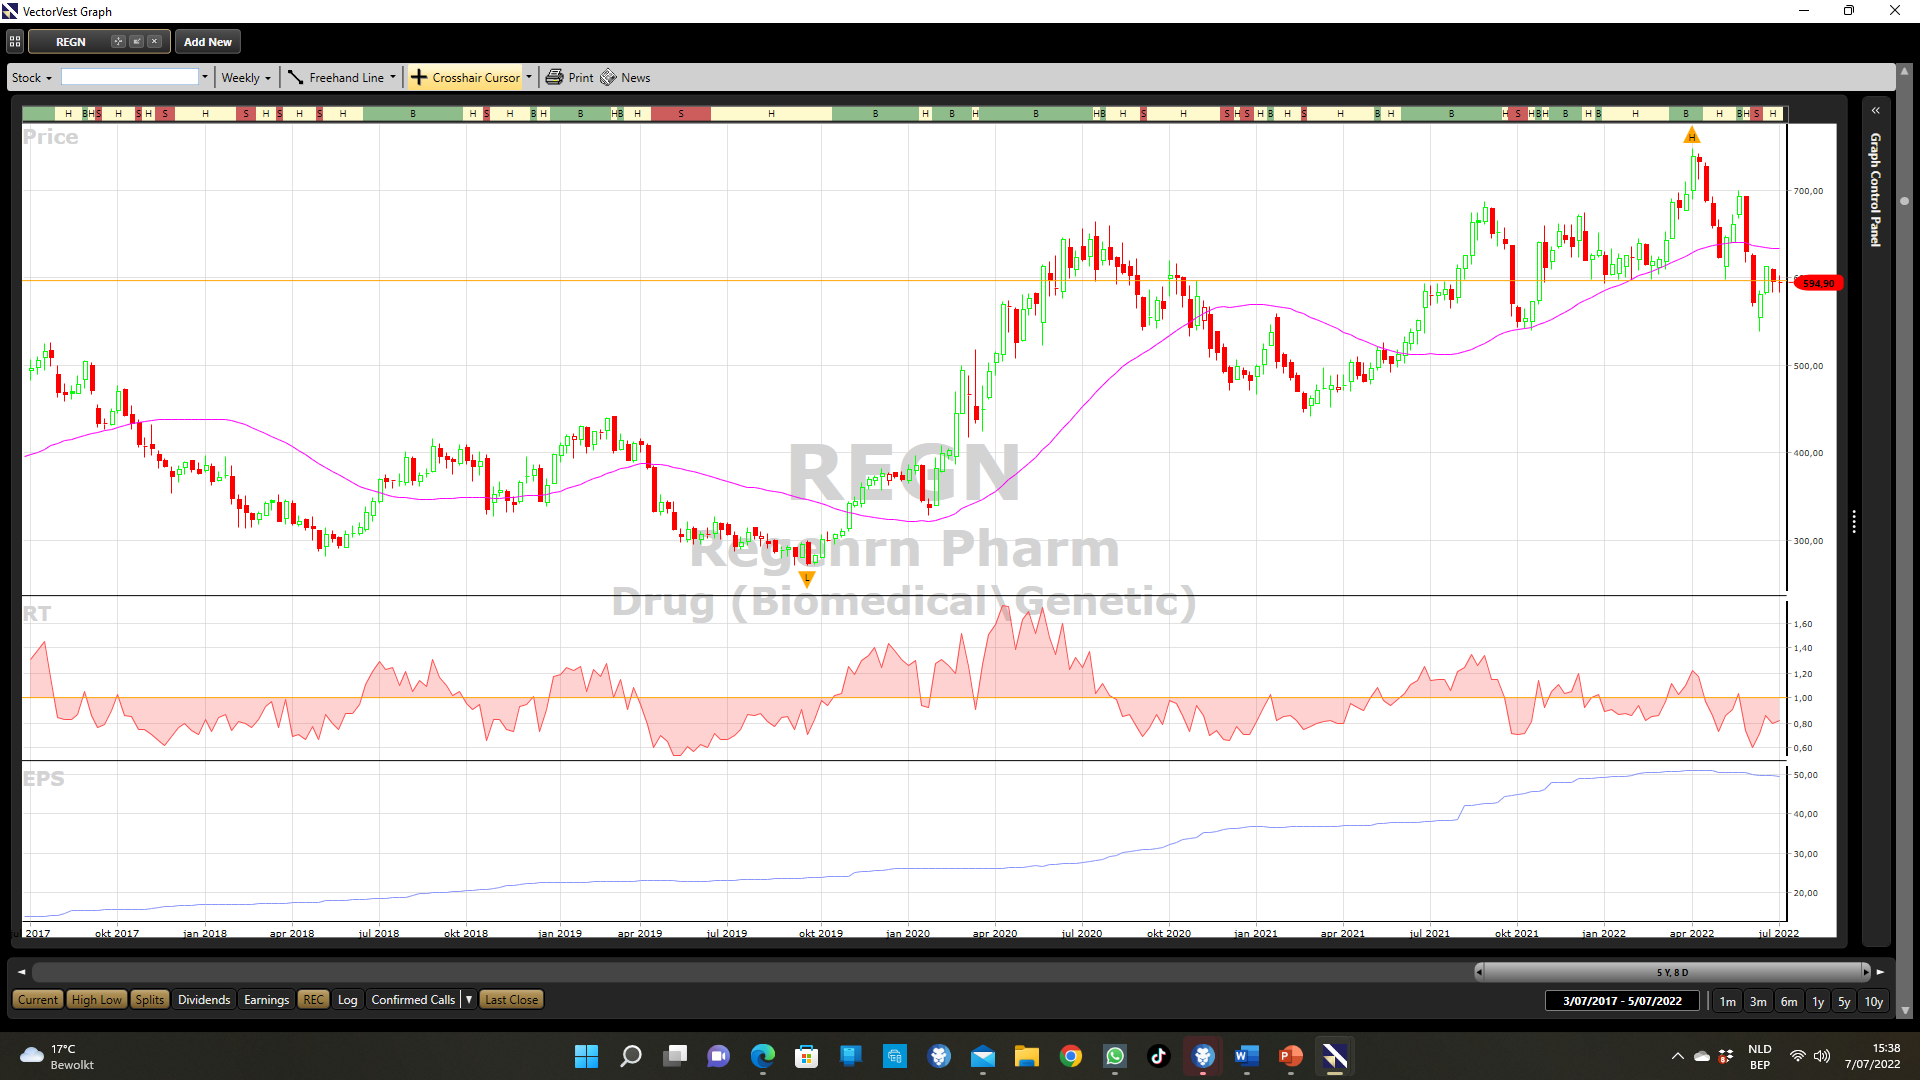 VectorVest Graph
REGN
Add New
Stock
Weekly
Freehand Line
Crosshair Cursor
Print
News
H B H S H S H S H S H S H S H B H S H B H B H B H S H B H B H B H B H S H S H S H B H S H B H B H S H B H B H B H B H B H S H
Price
H
700,00
594,90
500,00
400,00
300,00
L
REGN
Regenrn Pharm
Drug (Biomedical\Genetic)
Graph Control Panel
RT
1,60
1,40
1,20
1,00
0,80
0,60
EPS
50,00
40,00
30,00
20,00
2017 okt 2017 jan 2018 apr 2018 jul 2018 okt 2018 jan 2019 apr 2019 jul 2019 okt 2019 jan 2020 apr 2020 jul 2020 okt 2020 jan 2021 apr 2021 jul 2021 okt 2021 jan 2022 apr 2022 jul 2022
5 Y, 8 D
Current
High Low
Splits
Dividends
Earnings
REC
Log
Confirmed Calls
Last Close
3/07/2017 - 5/07/2022
1m
3m
6m
1y
5y
10y
17°C
Bewolkt
NLD
BEP
15:38
7/07/2022